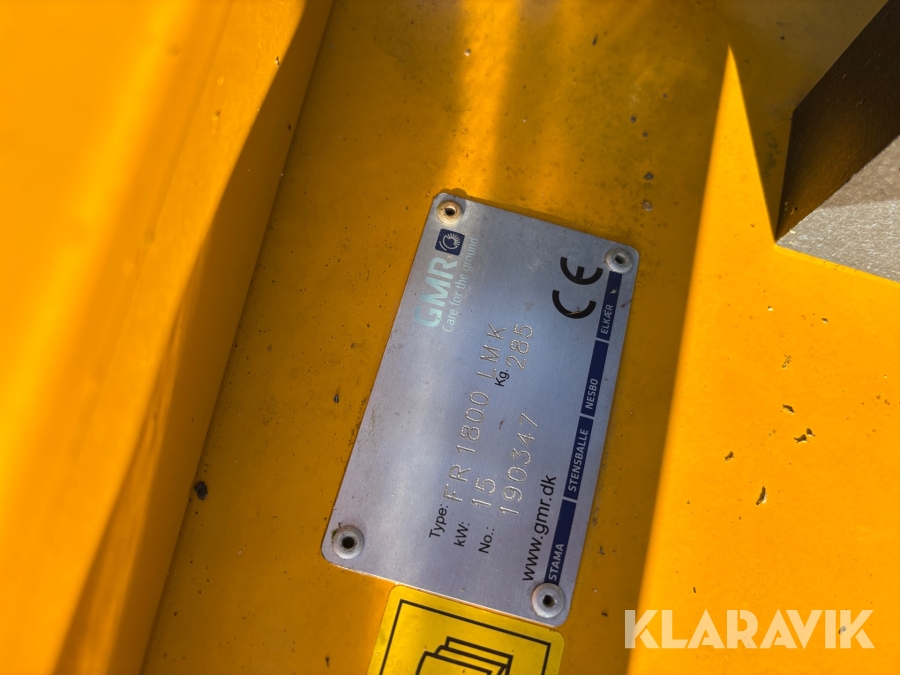 GMR
Care for the ground
CE
Type: FR 1800 LMK
kW: 15 Kg. 285
No.: 190347
www.gmr.dk
STAMA STENSBALLE NESBO ELKÆR
KLARAVIK